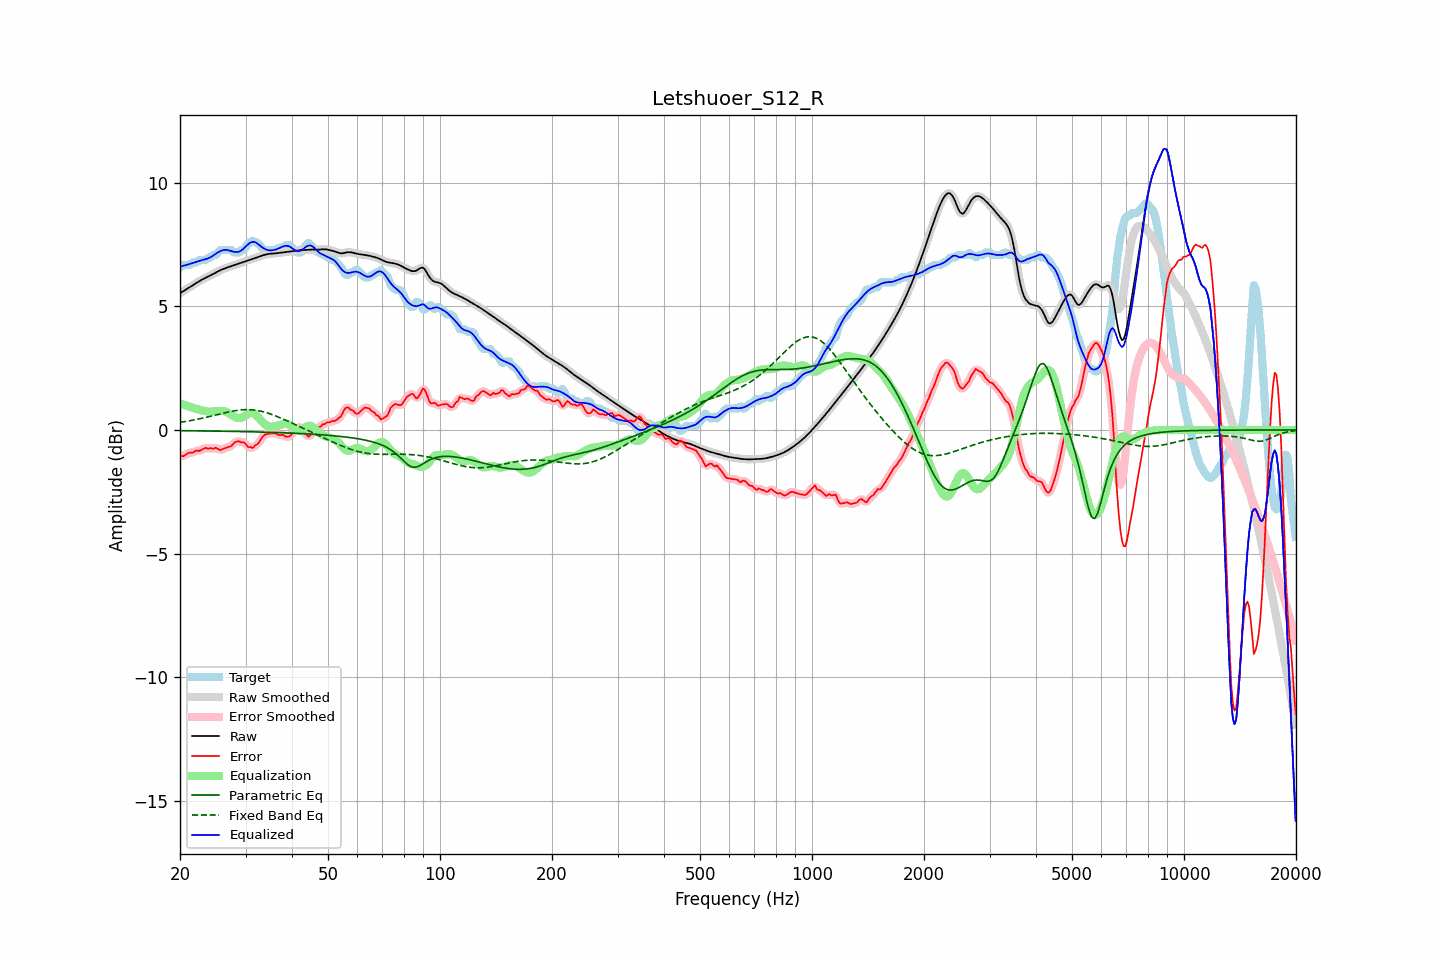 Letshuoer_S12_R
Amplitude (dBr)
10
5
0
−5
−10
−15
Target
Raw Smoothed
Error Smoothed
Raw
Error
Equalization
Parametric Eq
Fixed Band Eq
Equalized
20
50
100
200
500
1000
2000
5000
10000
20000
Frequency (Hz)